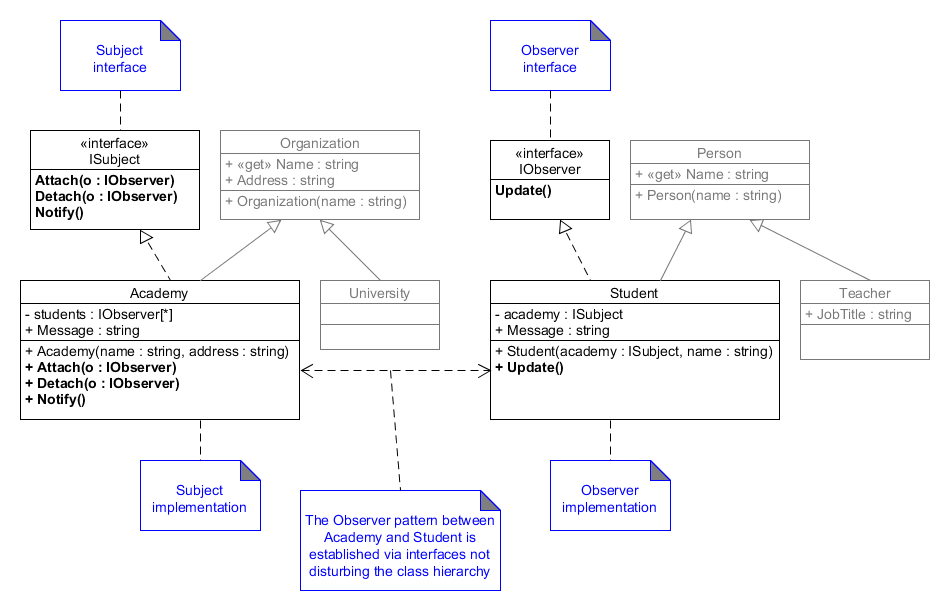 Subject
interface
Observer
interface
«interface»
ISubject
Attach(o : IObserver)
Detach(o : IObserver)
Notify()
Organization
+ «get» Name : string
+ Address : string
+ Organization(name : string)
«interface»
IObserver
Update()
Person
+ «get» Name : string
+ Person(name : string)
Academy
- students : IObserver[*]
+ Message : string
+ Academy(name : string, address : string)
+ Attach(o : IObserver)
+ Detach(o : IObserver)
+ Notify()
University
Student
- academy : ISubject
+ Message : string
+ Student(academy : ISubject, name : string)
+ Update()
Teacher
+ JobTitle : string
Subject
implementation
The Observer pattern between
Academy and Student is
established via interfaces not
disturbing the class hierarchy
Observer
implementation